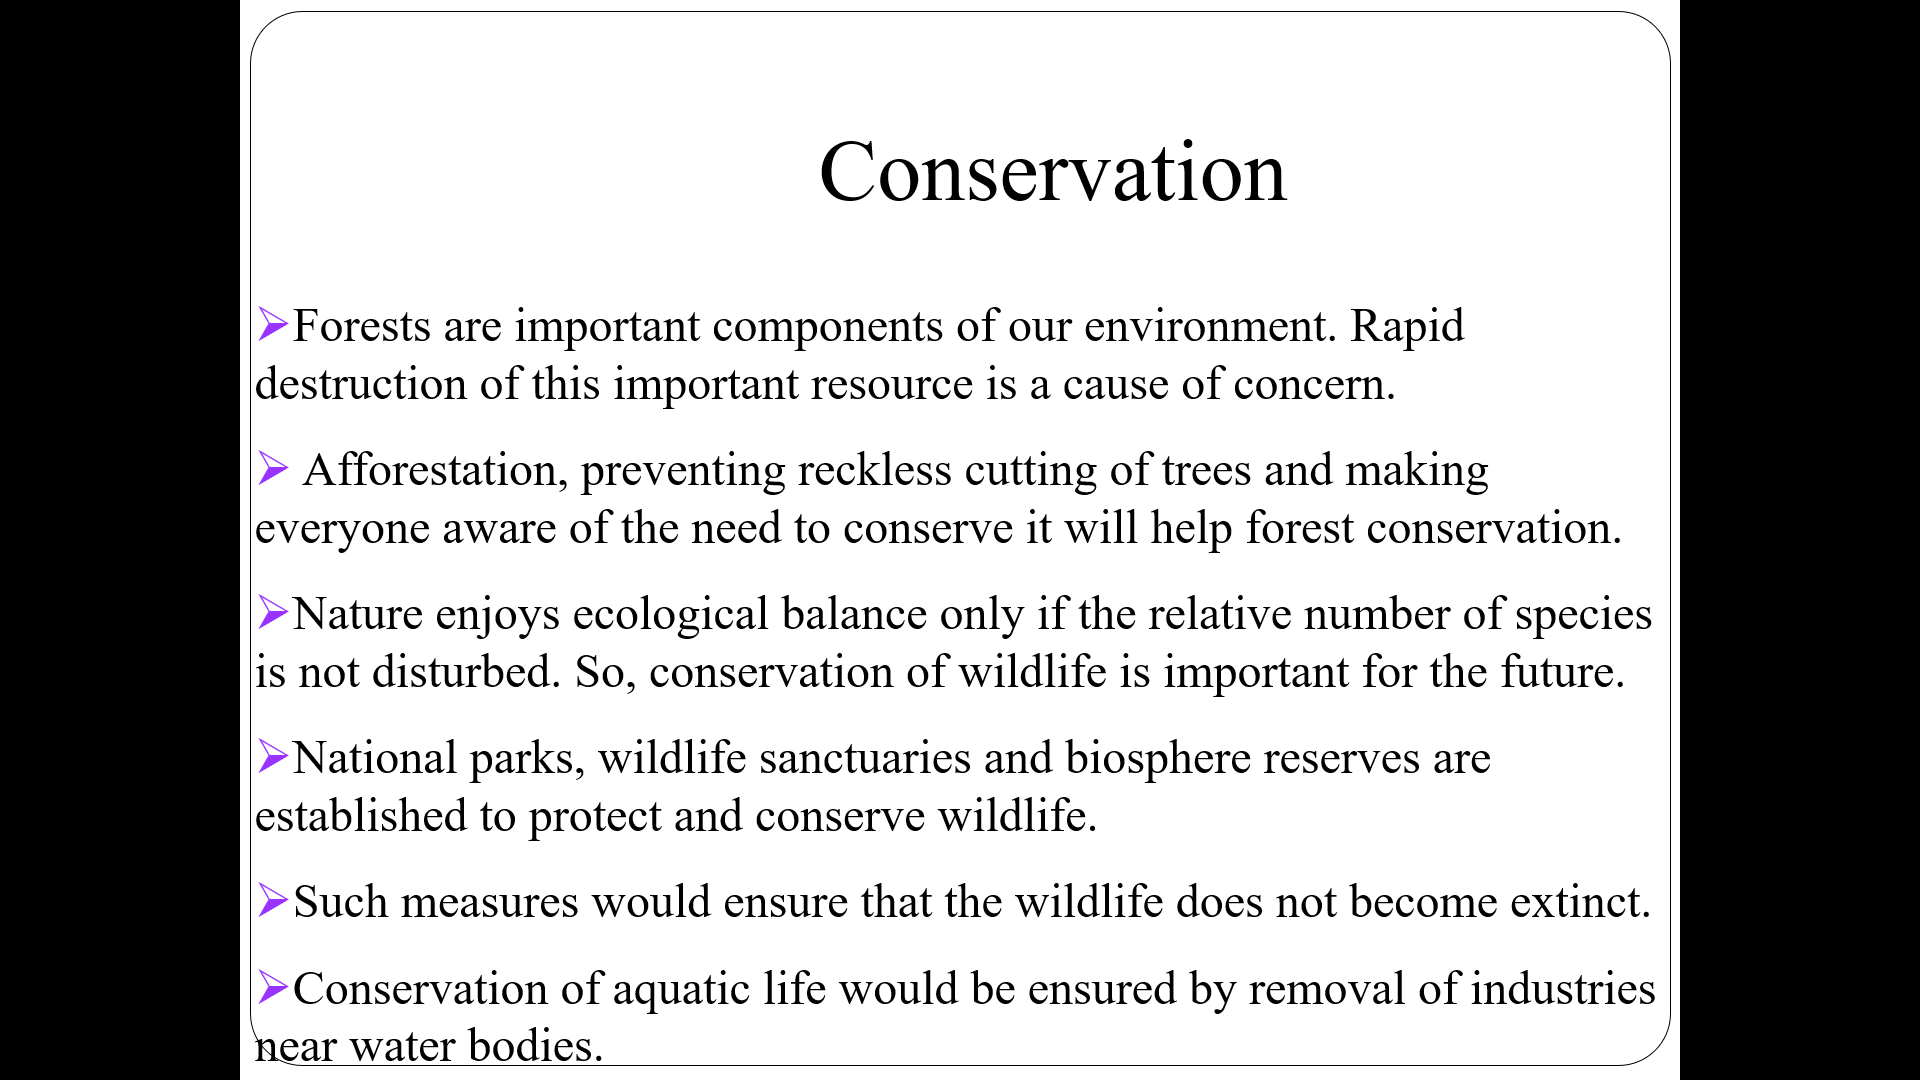 Conservation
➢Forests are important components of our environment. Rapid
destruction of this important resource is a cause of concern.
➢ Afforestation, preventing reckless cutting of trees and making
everyone aware of the need to conserve it will help forest conservation.
➢Nature enjoys ecological balance only if the relative number of species
is not disturbed. So, conservation of wildlife is important for the future.
➢National parks, wildlife sanctuaries and biosphere reserves are
established to protect and conserve wildlife.
➢Such measures would ensure that the wildlife does not become extinct.
➢Conservation of aquatic life would be ensured by removal of industries
near water bodies.